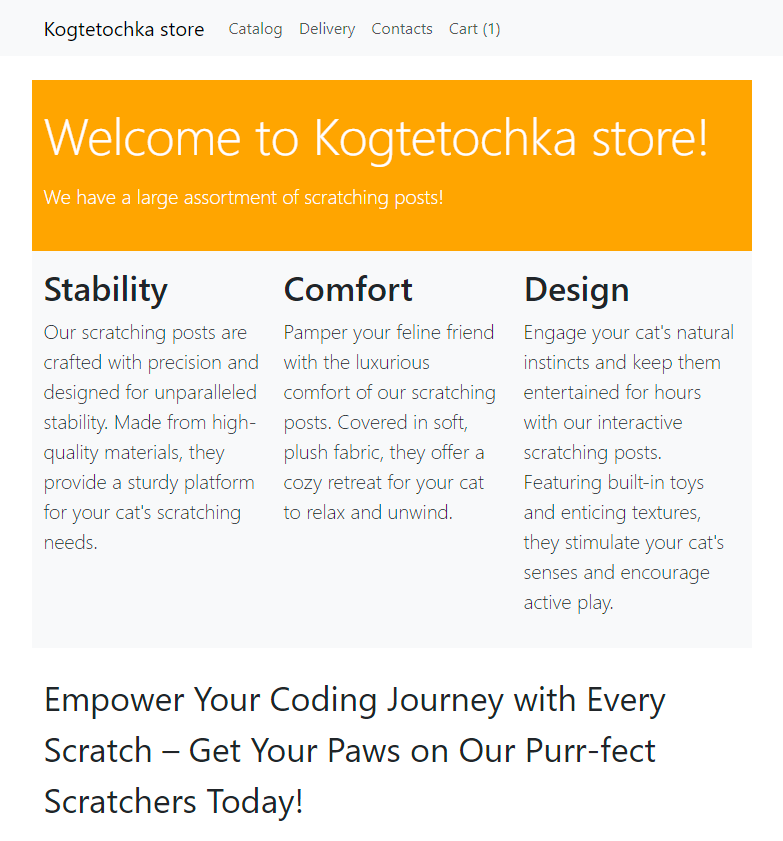 Kogtetochka store Catalog Delivery Contacts Cart (1)
Welcome to Kogtetochka store!
We have a large assortment of scratching posts!
Stability
Our scratching posts are
crafted with precision and
designed for unparalleled
stability. Made from high-
quality materials, they
provide a sturdy platform
for your cat's scratching
needs.
Comfort
Pamper your feline friend
with the luxurious
comfort of our scratching
posts. Covered in soft,
plush fabric, they offer a
cozy retreat for your cat
to relax and unwind.
Design
Engage your cat's natural
instincts and keep them
entertained for hours
with our interactive
scratching posts.
Featuring built-in toys
and enticing textures,
they stimulate your cat's
senses and encourage
active play.
Empower Your Coding Journey with Every
Scratch – Get Your Paws on Our Purr-fect
Scratchers Today!